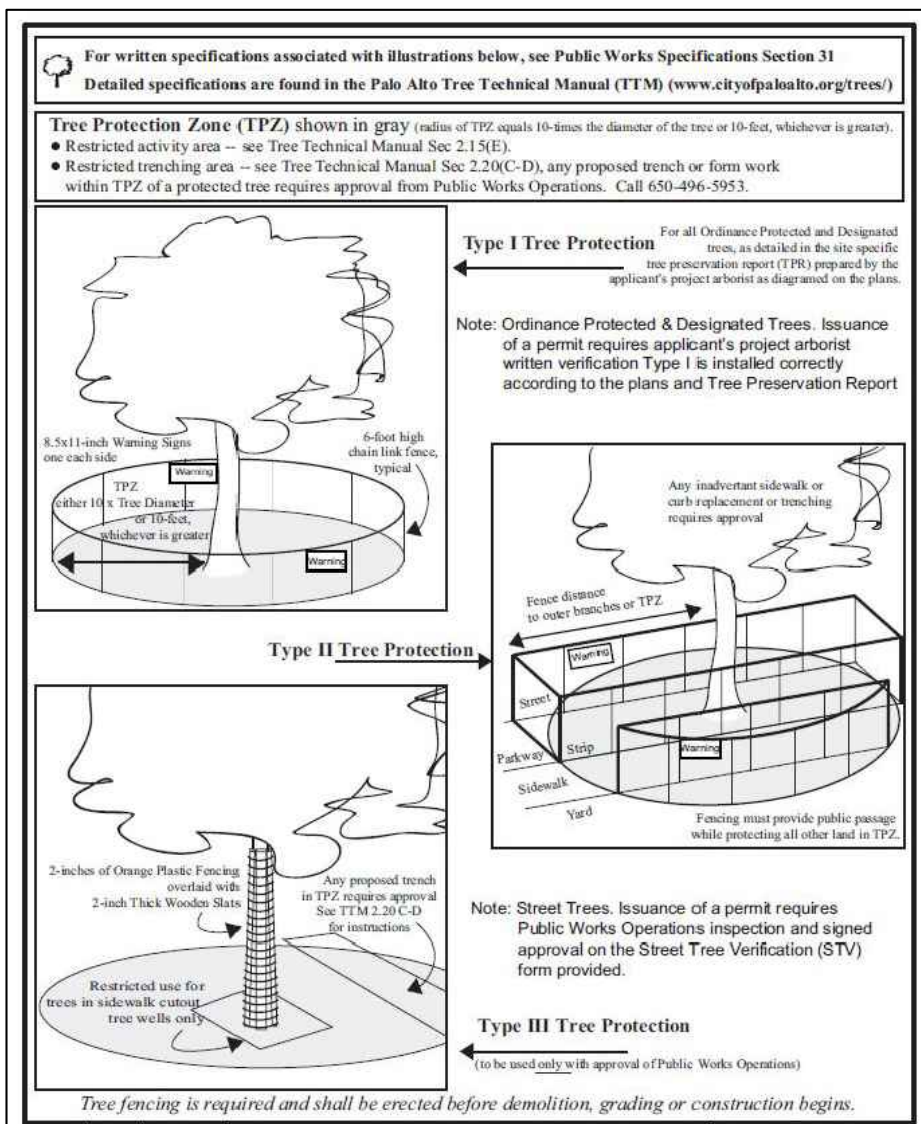 For written specifications associated with illustrations below, see Public Works Specifications Section 31
Detailed specifications are found in the Palo Alto Tree Technical Manual (TTM) (www.cityofpaloalto.org/trees/)
Tree Protection Zone (TPZ) shown in gray (radius of TPZ equals 10-times the diameter of the tree or 10-feet, whichever is greater).
● Restricted activity area -- see Tree Technical Manual Sec 2.15(E).
● Restricted trenching area -- see Tree Technical Manual Sec 2.20(C-D), any proposed trench or form work
within TPZ of a protected tree requires approval from Public Works Operations. Call 650-496-5953.
Type I Tree Protection
For all Ordinance Protected and Designated
trees, as detailed in the site specific
tree preservation report (TPR) prepared by the
applicant's project arborist as diagramed on the plans.
Note: Ordinance Protected & Designated Trees. Issuance
of a permit requires applicant's project arborist
written verification Type I is installed correctly
according to the plans and Tree Preservation Report
8.5x11-inch Warning Signs
one each side
6-foot high
chain link fence,
typical
Warning
TPZ
either 10 x Tree Diameter
or 10-feet,
whichever is greater
Warning
Any inadvertant sidewalk or
curb replacement or trenching
requires approval
Fence distance
to outer branches or TPZ
Warning
Street
Parkway Strip
Warning
Sidewalk
Yard
Fencing must provide public passage
while protecting all other land in TPZ.
Type II Tree Protection
2-inches of Orange Plastic Fencing
overlaid with
2-inch Thick Wooden Slats
Any proposed trench
in TPZ requires approval
See TTM 2.20 C-D
for instructions
Restricted use for
trees in sidewalk cutout
tree wells only
Note: Street Trees. Issuance of a permit requires
Public Works Operations inspection and signed
approval on the Street Tree Verification (STV)
form provided.
Type III Tree Protection
(to be used only with approval of Public Works Operations)
Tree fencing is required and shall be erected before demolition, grading or construction begins.